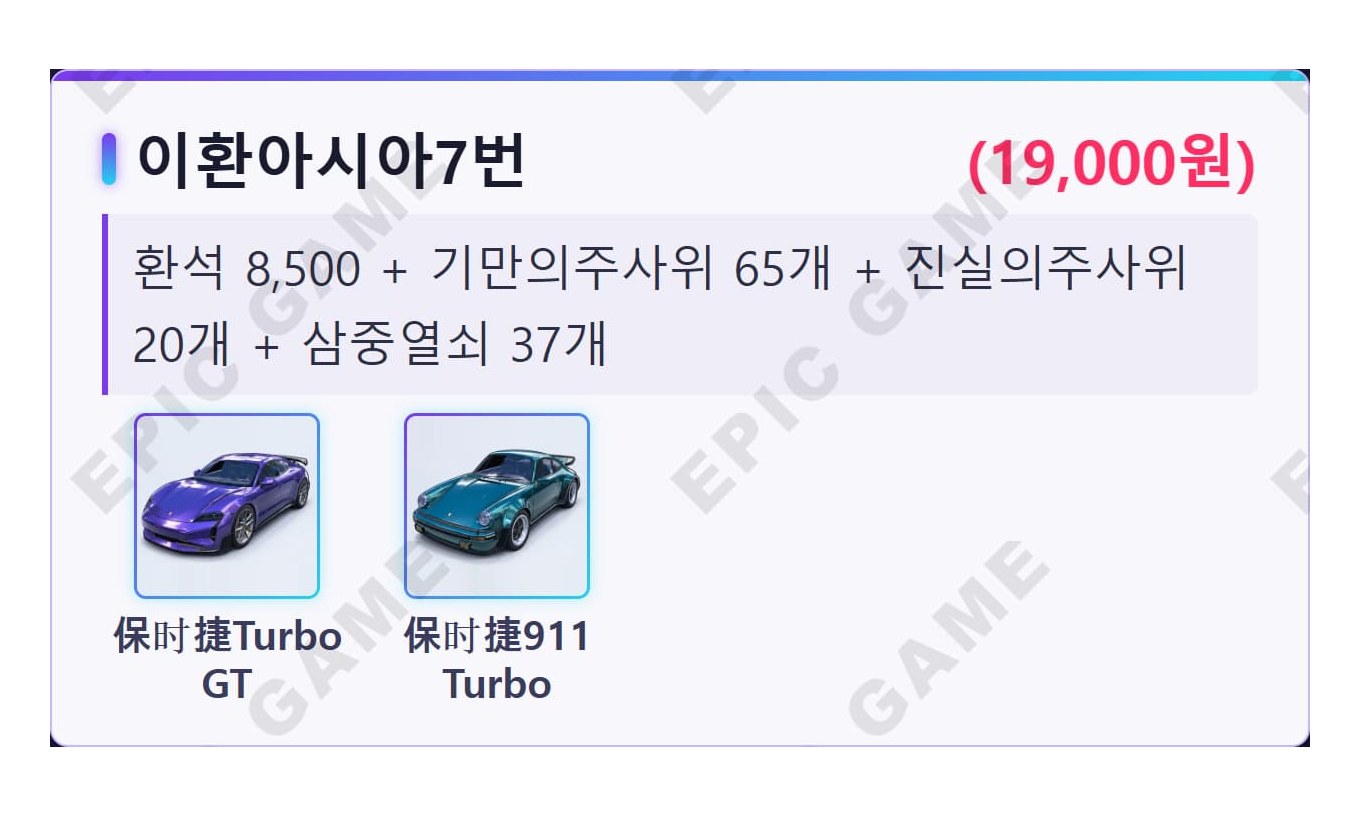 이환아시아7번
(19,000원)
환석 8,500 + 기만의주사위 65개 + 진실의주사위
20개 + 삼중열쇠 37개
保时捷Turbo
GT
保时捷911
Turbo
EPIC GAME
EPIC GAME